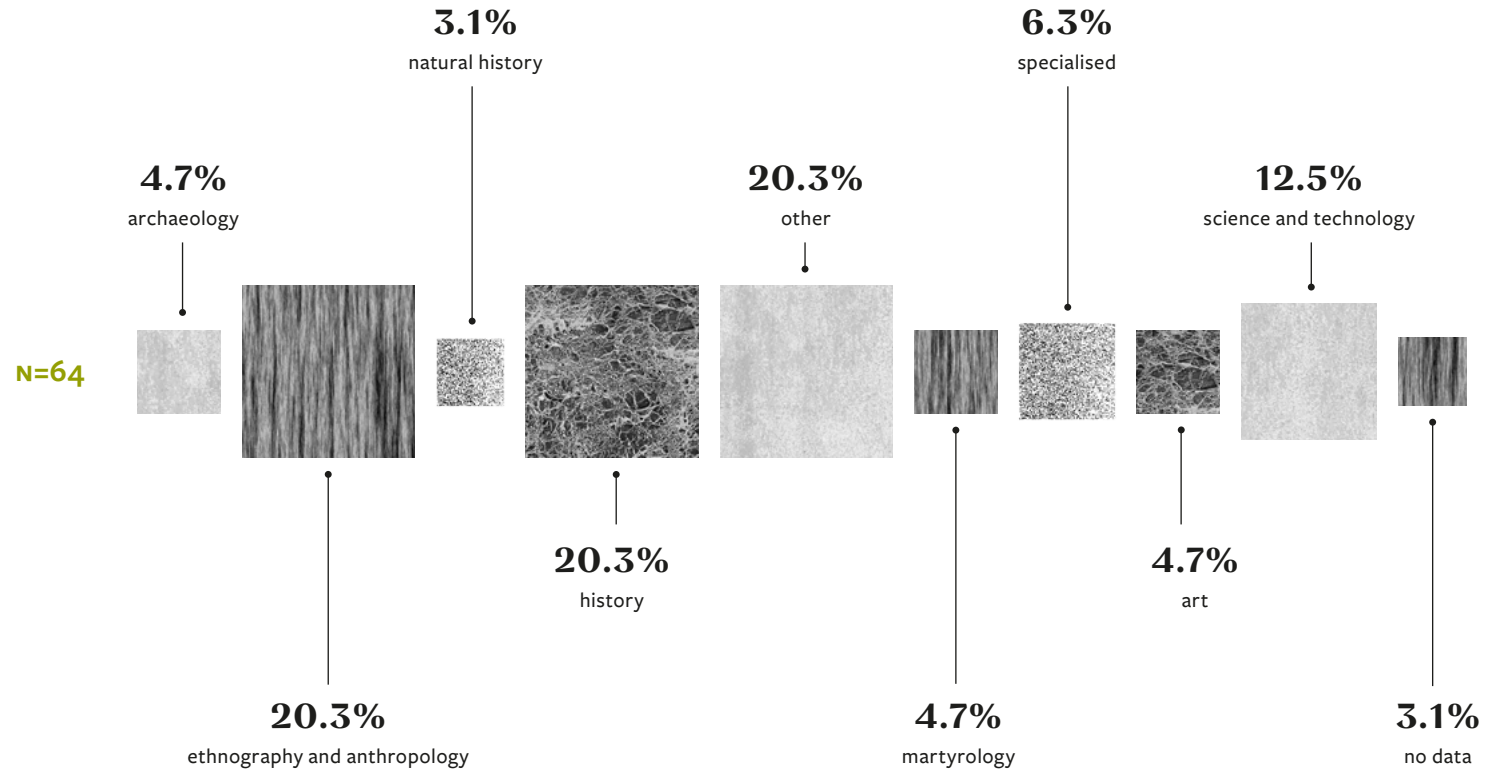 3.1%
natural history
6.3%
specialised
4.7%
archaeology
20.3%
other
12.5%
science and technology
N=64
20.3%
history
4.7%
art
20.3%
ethnography and anthropology
4.7%
martyrology
3.1%
no data